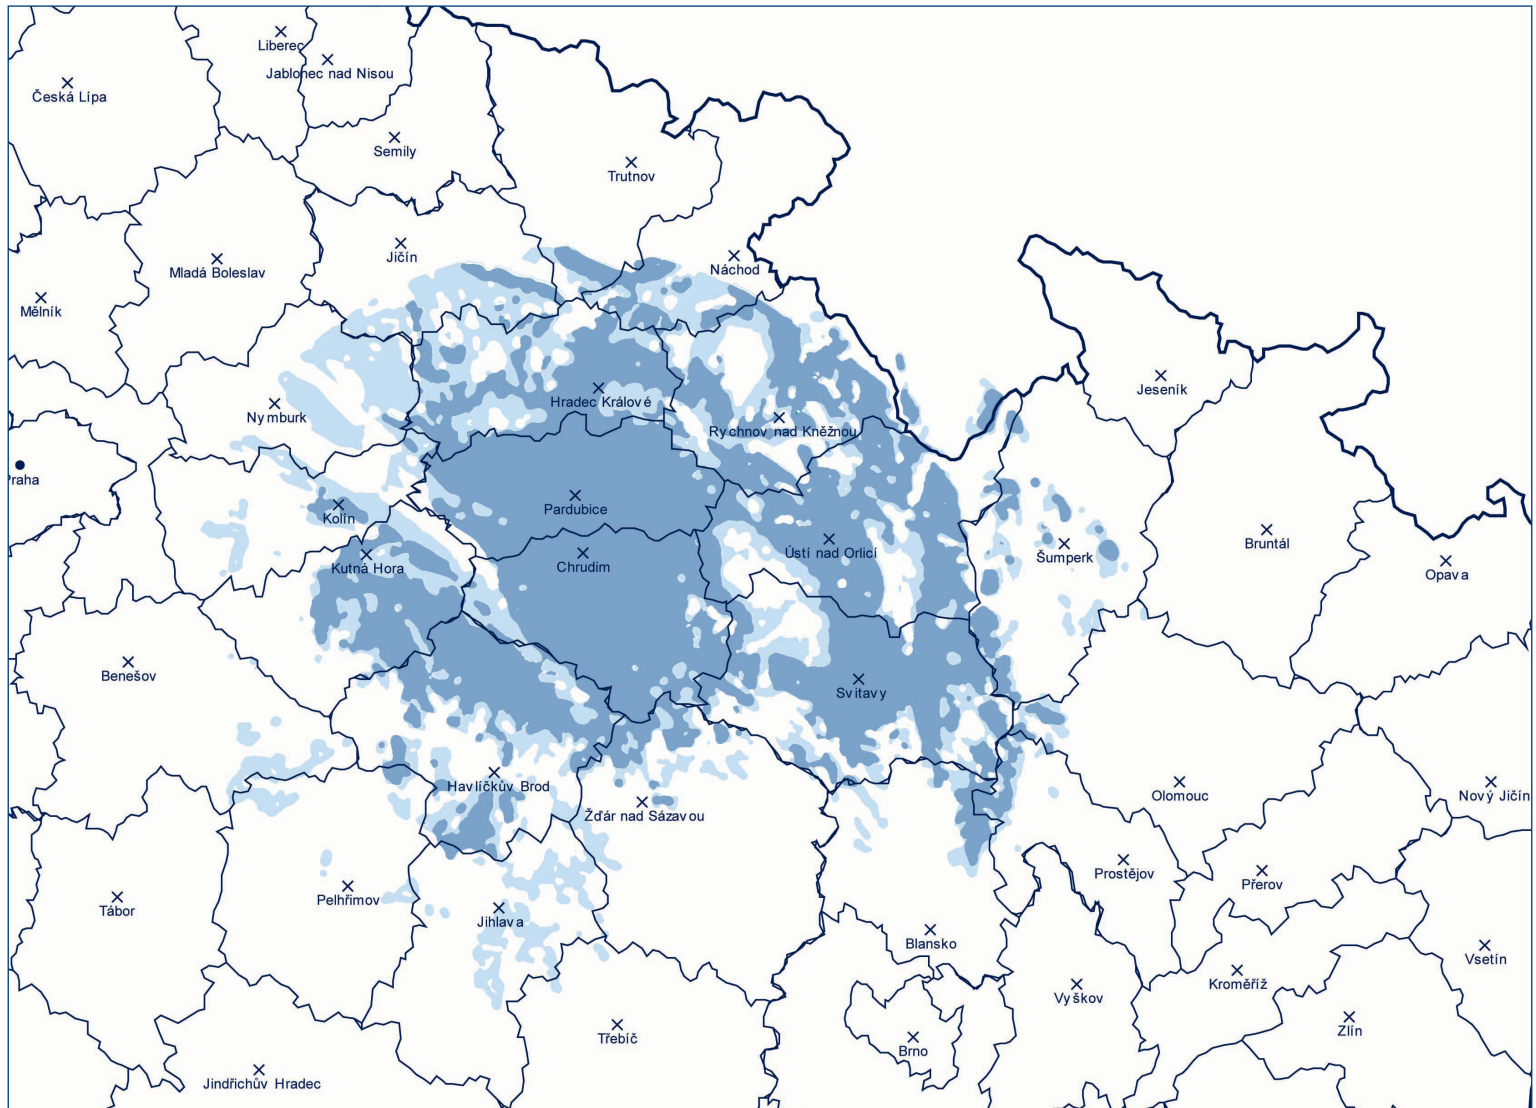 Liberec
Jablonec nad Nisou
Česká Lípa
Semily
Trutnov
Jičín
Náchod
Mladá Boleslav
Mělník
Jeseník
Nymburk
Hradec Králové
Rychnov nad Kněžnou
Praha
Kolín
Pardubice
Ústí nad Orlicí
Šumperk
Bruntál
Opava
Kutná Hora
Chrudim
Benešov
Svitavy
Havlíčkův Brod
Žďár nad Sázavou
Olomouc
Nový Jičín
Prostějov
Přerov
Pelhřimov
Tábor
Jihlava
Blansko
Vsetín
Kroměříž
Vyškov
Třebíč
Brno
Zlín
Jindřichův Hradec